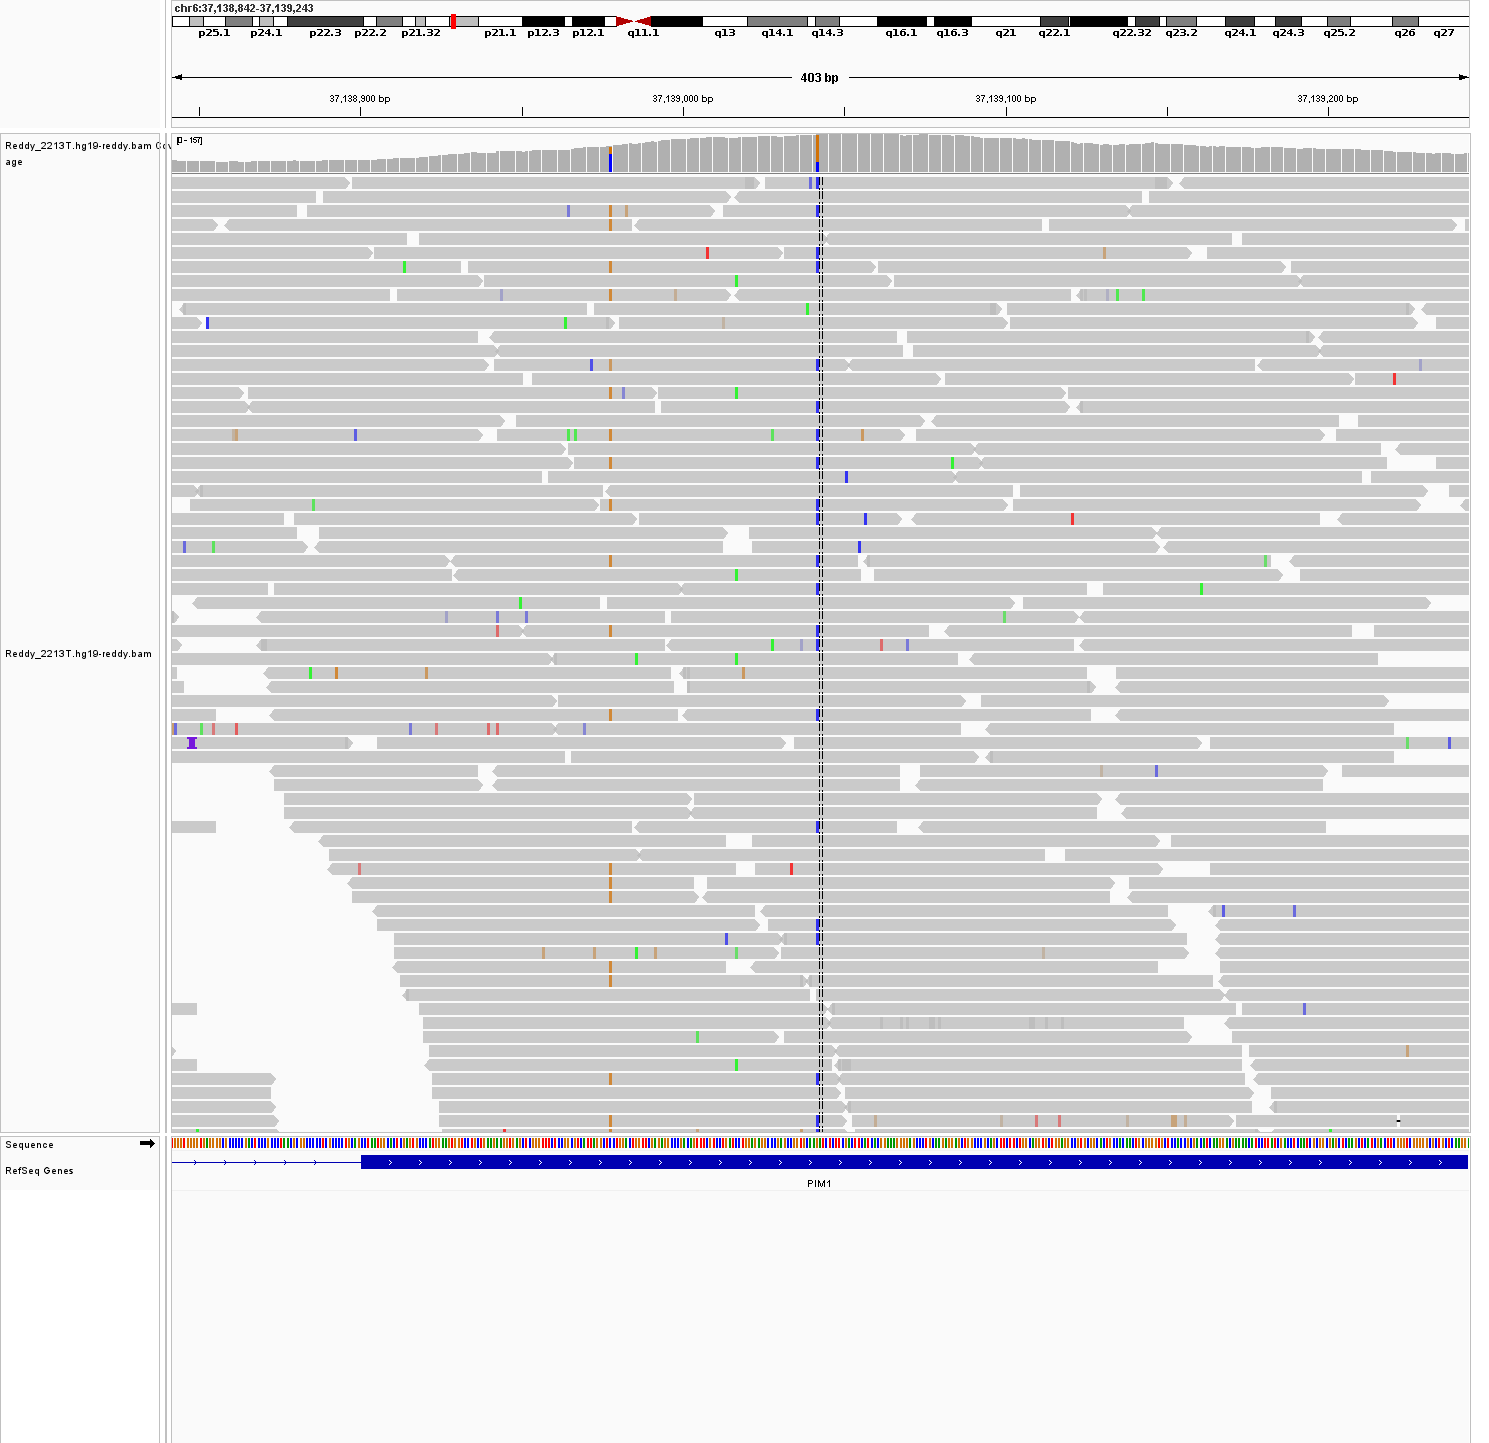 chr6:37,138,842-37,139,243
p25.1 p24.1 p22.3 p22.2 p21.32 p21.1 p12.3 p12.1 q11.1 q13 q14.1 q14.3 q16.1 q16.3 q21 q22.1 q22.32 q23.2 q24.1 q24.3 q25.2 q26 q27
403 bp
37,138,900 bp 37,139,000 bp 37,139,100 bp 37,139,200 bp
[0 - 157]
Reddy_2213T.hg19-reddy.bam Cov
age
Reddy_2213T.hg19-reddy.bam
Sequence
RefSeq Genes
PIM1